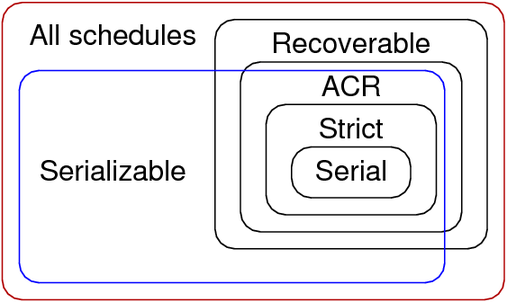 All schedules
Recoverable
ACR
Strict
Serializable
Serial